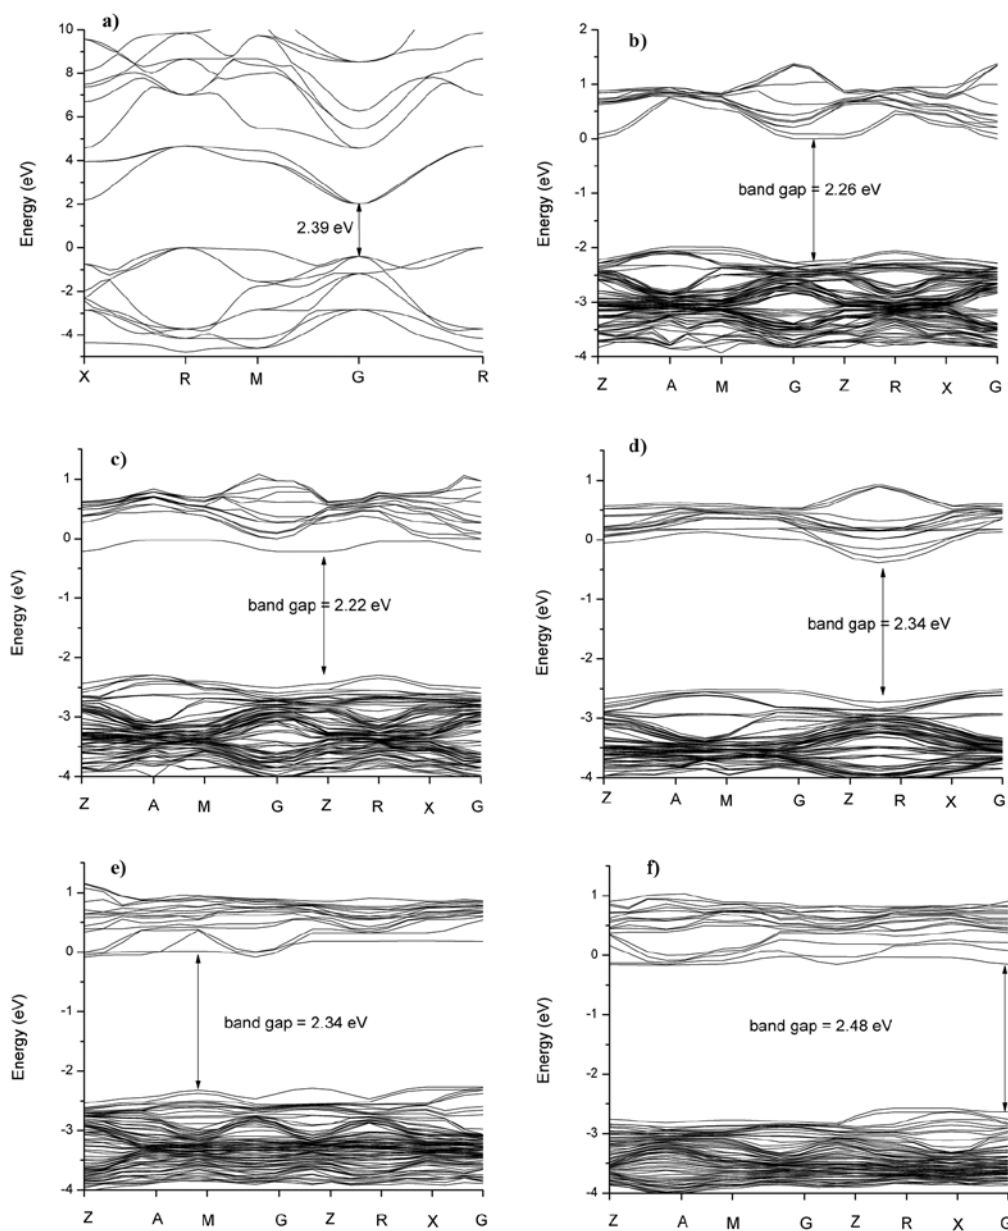 a)
Energy (eV)
10
8
6
4
2
0
-2
-4
2.39 eV
X R M G R
b)
Energy (eV)
2
1
0
-1
-2
-3
-4
band gap = 2.26 eV
Z A M G Z R X G
c)
Energy (eV)
1
0
-1
-2
-3
-4
band gap = 2.22 eV
Z A M G Z R X G
d)
Energy (eV)
1
0
-1
-2
-3
-4
band gap = 2.34 eV
Z A M G Z R X G
e)
Energy (eV)
1
0
-1
-2
-3
-4
band gap = 2.34 eV
Z A M G Z R X G
f)
Energy (eV)
1
0
-1
-2
-3
-4
band gap = 2.48 eV
Z A M G Z R X G